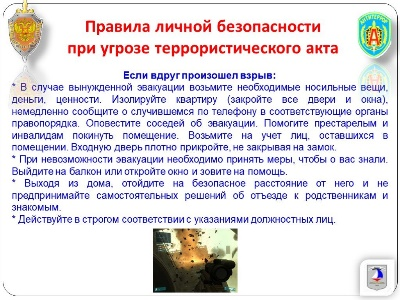 Правила личной безопасности
при угрозе террористического акта
Если вдруг произошел взрыв:
* В случае вынужденной эвакуации возьмите необходимые носильные вещи,
деньги, ценности. Изолируйте квартиру (закройте все двери и окна),
немедленно сообщите о случившемся по телефону в соответствующие органы
правопорядка. Оповестите соседей об эвакуации. Помогите престарелым и
инвалидам покинуть помещение. Возьмите на учет лиц, оставшихся в
помещении. Входную дверь плотно прикройте, не закрывая на замок.
* При невозможности эвакуации необходимо принять меры, чтобы о вас знали.
Выйдите на балкон или откройте окно и зовите на помощь.
* Выходя из дома, отойдите на безопасное расстояние от него и не
предпринимайте самостоятельных решений об отъезде к родственникам и
знакомым.
* Действуйте в строгом соответствии с указаниями должностных лиц.